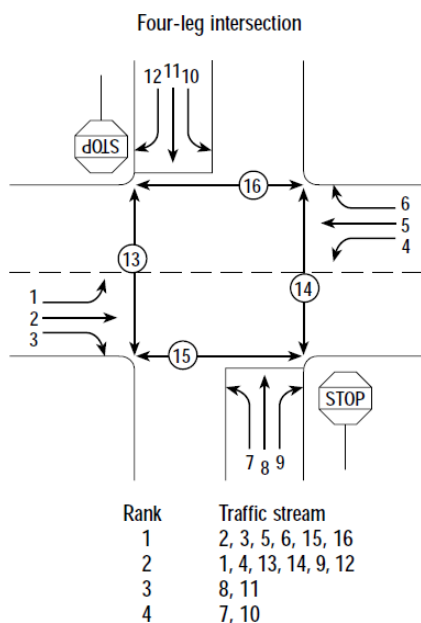 Four-leg intersection
12 11 10
STOP
16
6
5
4
13
1
2
3
14
15
STOP
7 8 9
Rank Traffic stream
1 2, 3, 5, 6, 15, 16
2 1, 4, 13, 14, 9, 12
3 8, 11
4 7, 10